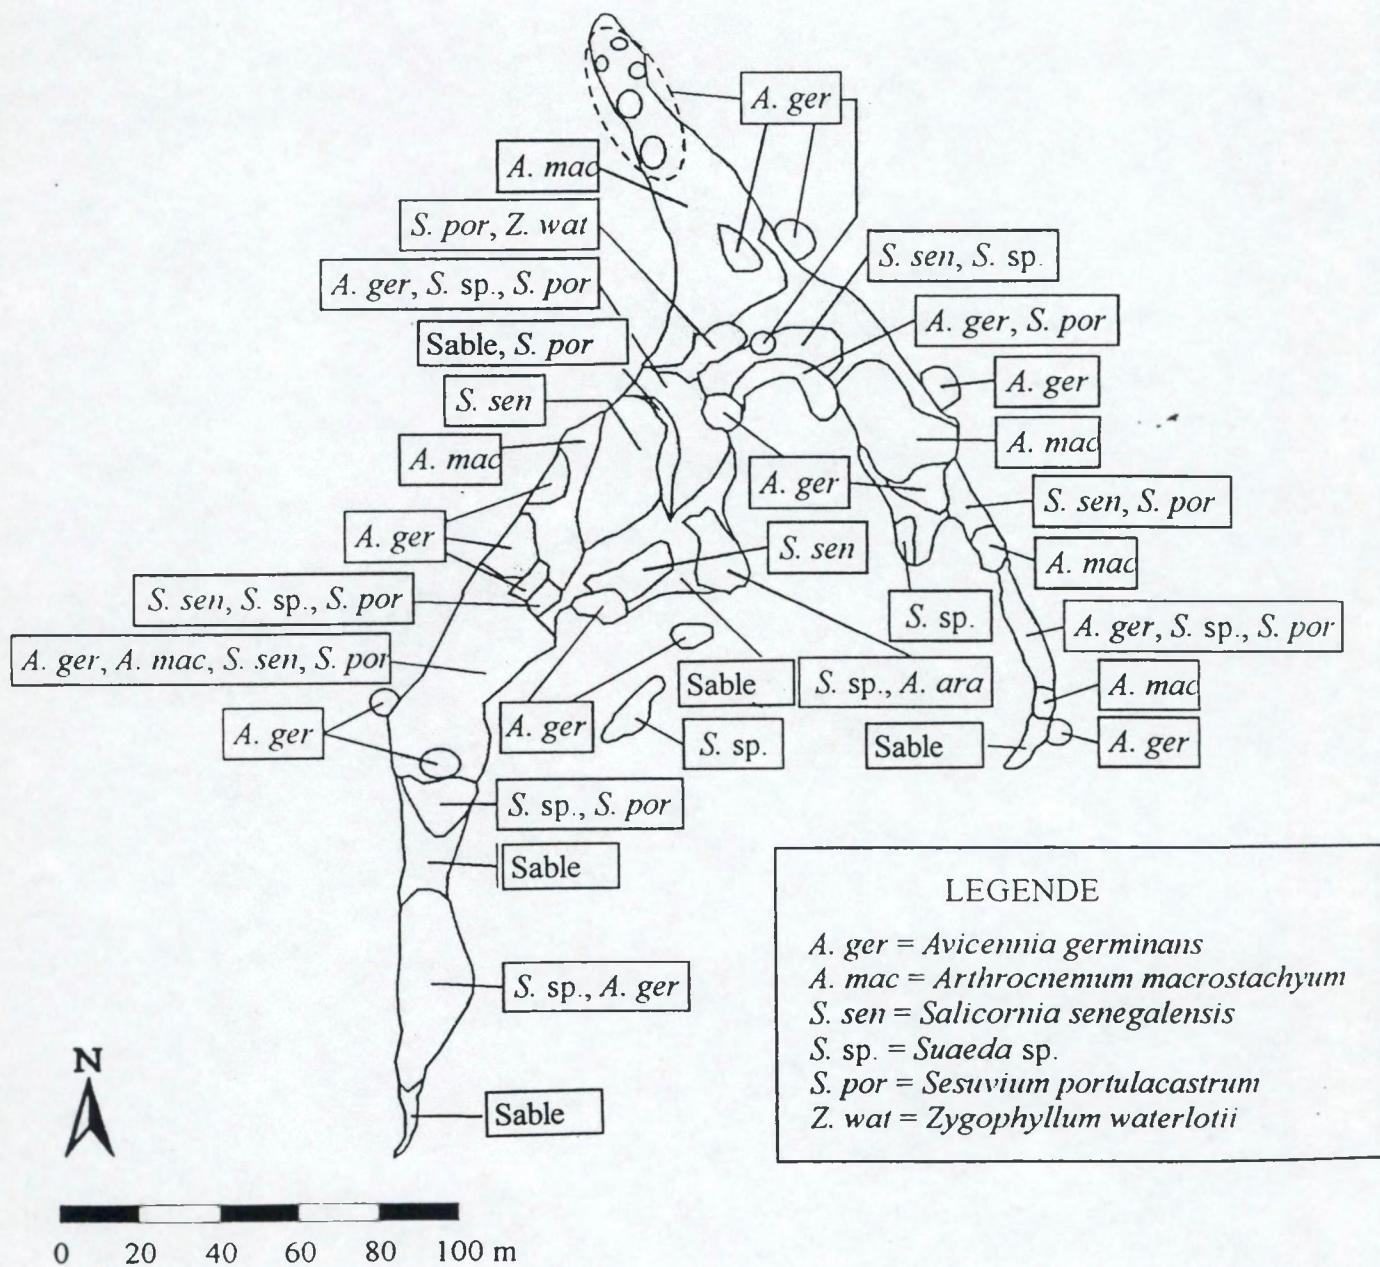 A. ger
A. mac
S. por, Z. wat
S. sen, S. sp.
A. ger, S. sp., S. por
A. ger, S. por
Sable, S. por
A. ger
S. sen
A. mac
A. mac
A. ger
S. sen, S. por
A. ger
S. sen
A. mac
S. sen, S. sp., S. por
S. sp.
A. ger, S. sp., S. por
A. ger, A. mac, S. sen, S. por
Sable
S. sp., A. ara
A. mac
A. ger
A. ger
S. sp.
Sable
A. ger
S. sp., S. por
Sable
S. sp., A. ger
Sable
LEGENDE
A. ger = Avicennia germinans
A. mac = Arthrocnemum macrostachyum
S. sen = Salicornia senegalensis
S. sp. = Suaeda sp.
S. por = Sesuvium portulacastrum
Z. wat = Zygophyllum waterlotii
N
0 20 40 60 80 100 m